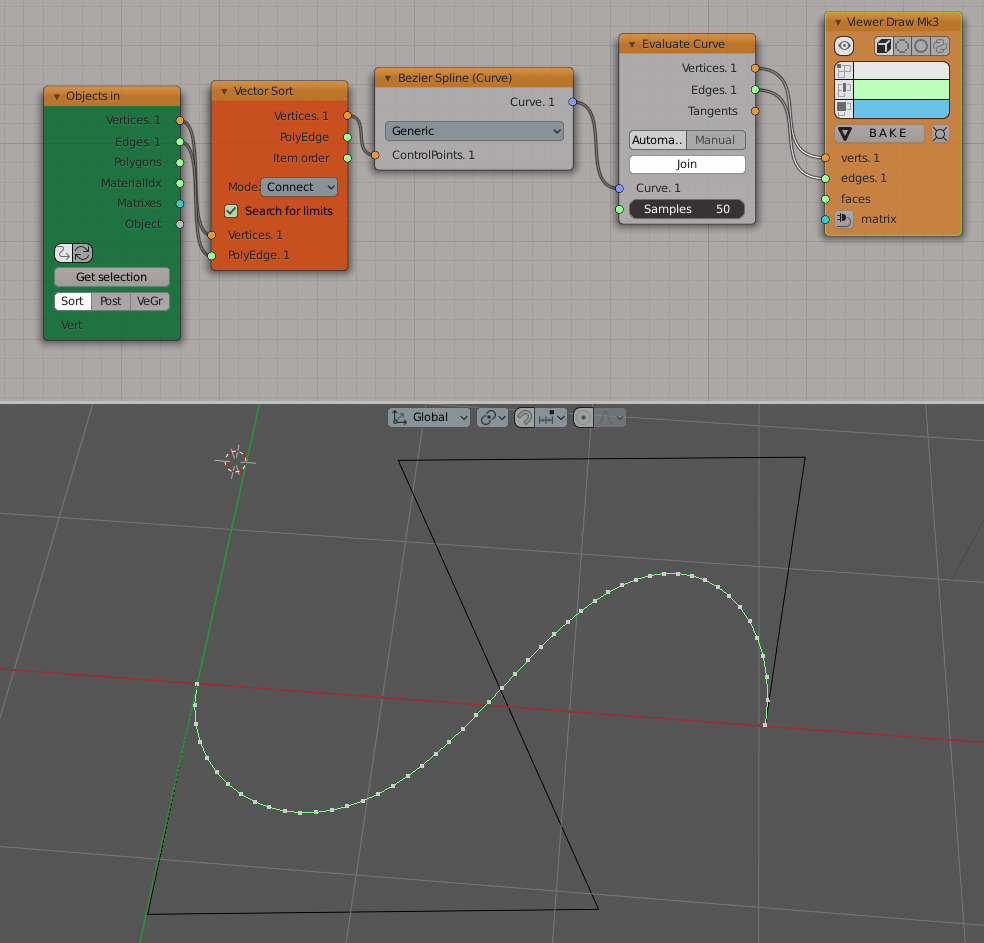 Objects in
Vertices. 1
Edges. 1
Polygons
MaterialIdx
Matrixes
Object
Get selection
Sort Post VeGr
Vert
Vector Sort
Vertices. 1
PolyEdge
Item order
Mode: Connect
Search for limits
Vertices. 1
PolyEdge. 1
Bezier Spline (Curve)
Curve. 1
Generic
ControlPoints. 1
Evaluate Curve
Vertices. 1
Edges. 1
Tangents
Automa.. Manual
Join
Curve. 1
Samples 50
Viewer Draw Mk3
BAKE
verts. 1
edges. 1
faces
matrix
Global